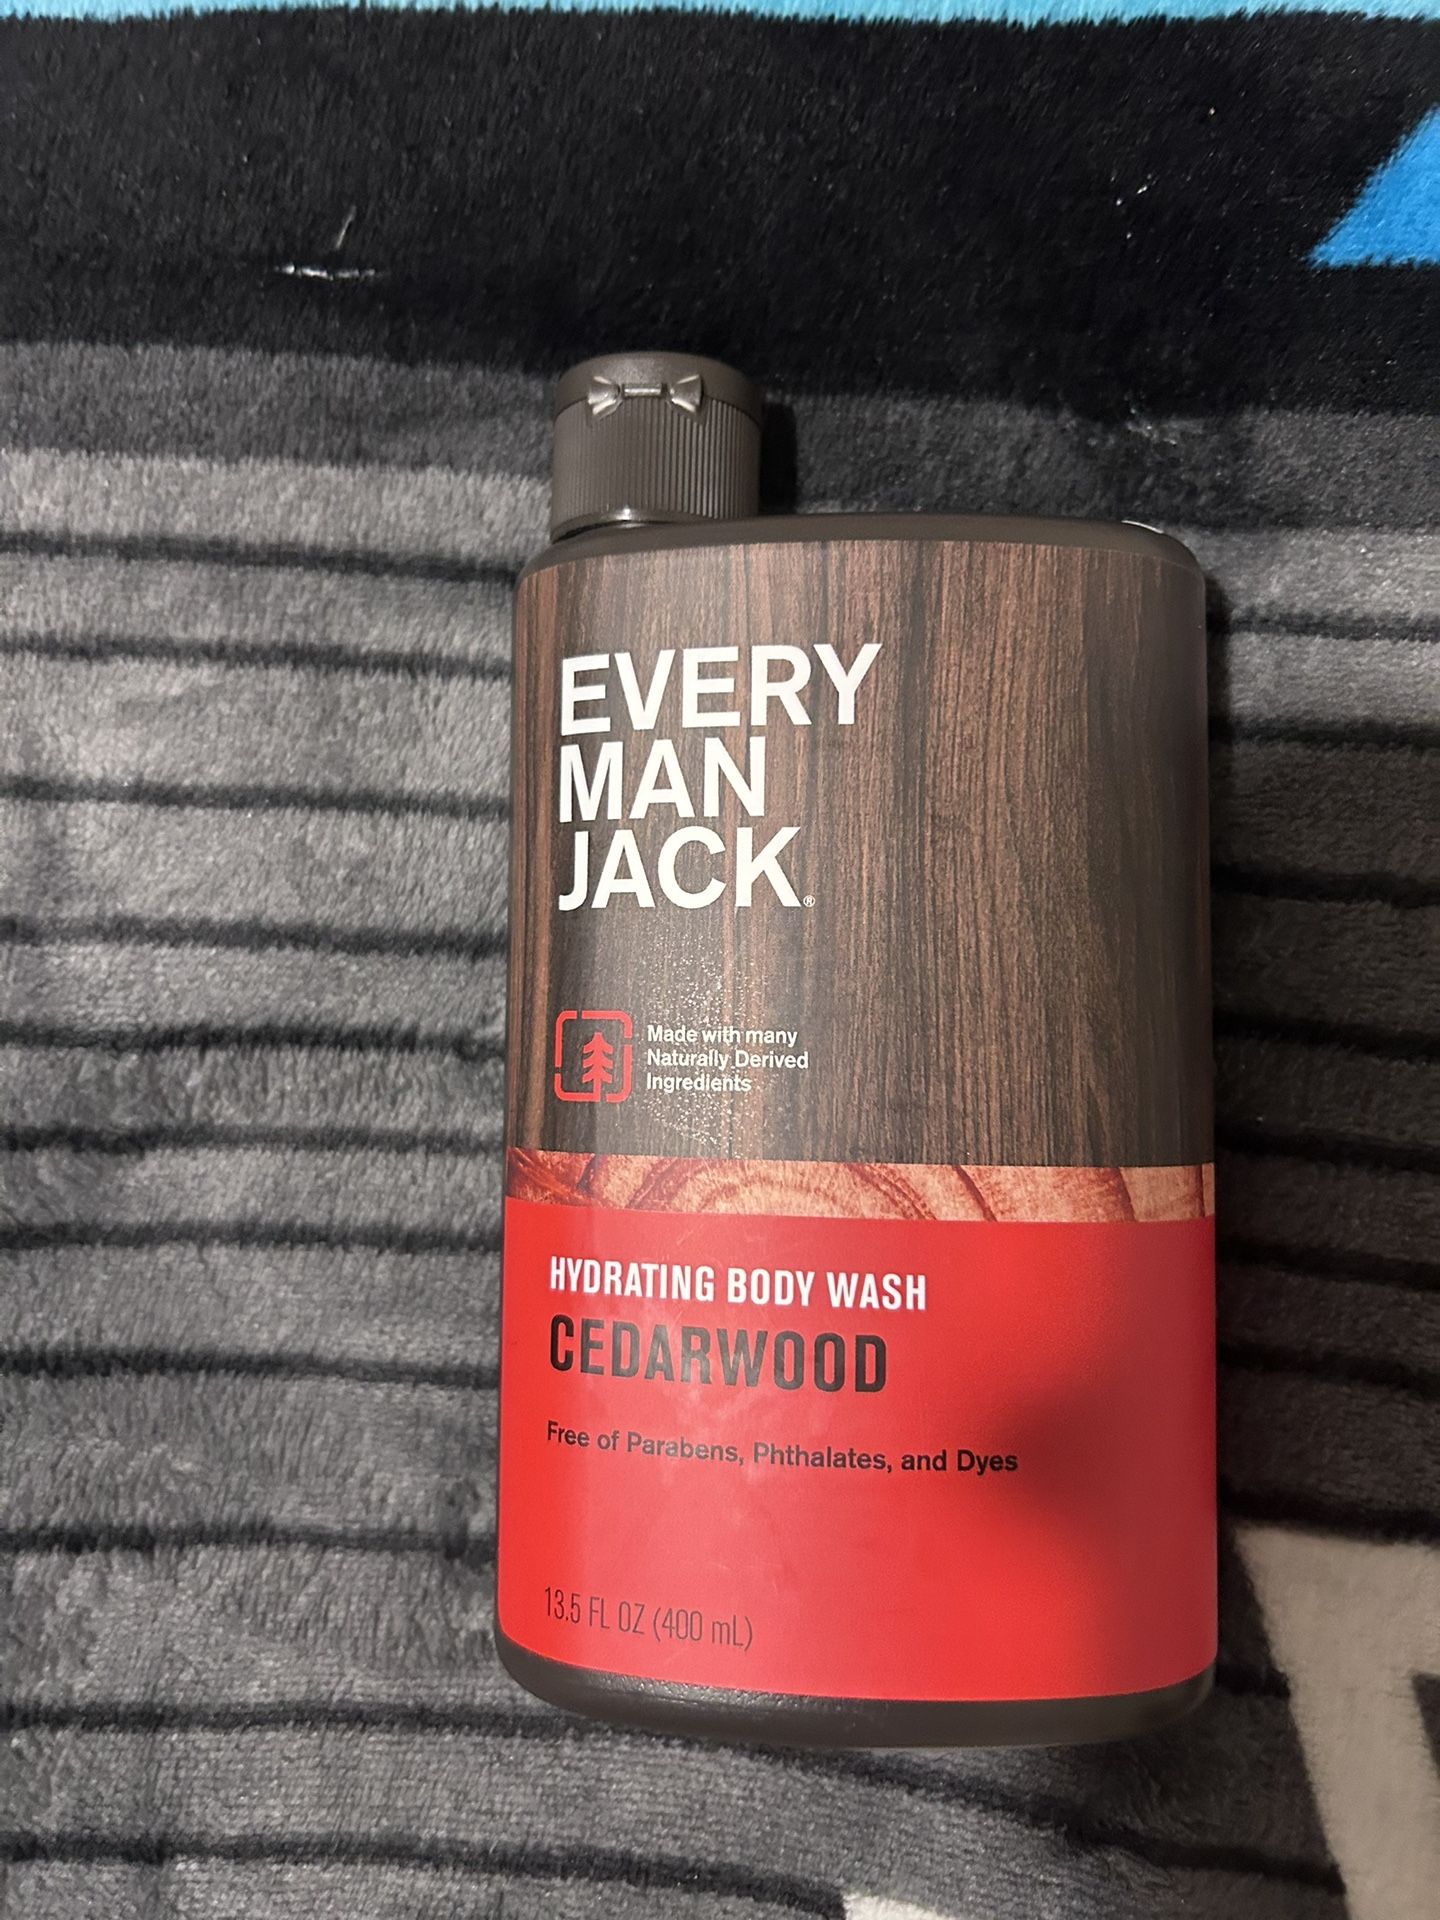 EVERY
MAN
JACK®
Made with many
Naturally Derived
Ingredients
HYDRATING BODY WASH
CEDARWOOD
Free of Parabens, Phthalates, and Dyes
13.5 FL OZ (400 mL)